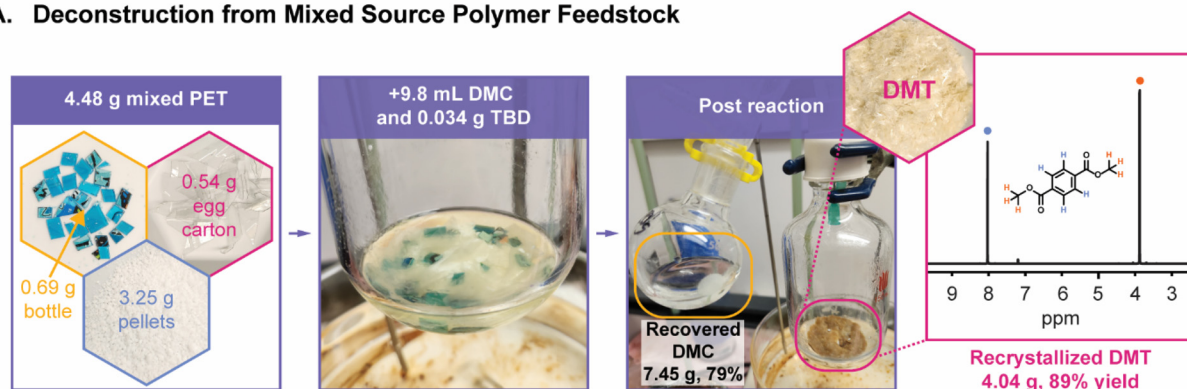 A. Deconstruction from Mixed Source Polymer Feedstock
4.48 g mixed PET
0.54 g
egg
carton
0.69 g
bottle
3.25 g
pellets
+9.8 mL DMC
and 0.034 g TBD
Post reaction
Recovered
DMC
7.45 g, 79%
DMT
H
H
H
H
H
H
H
H
H
H
O
O
O
O
9 8 7 6 5 4 3
ppm
Recrystallized DMT
4.04 g, 89% yield